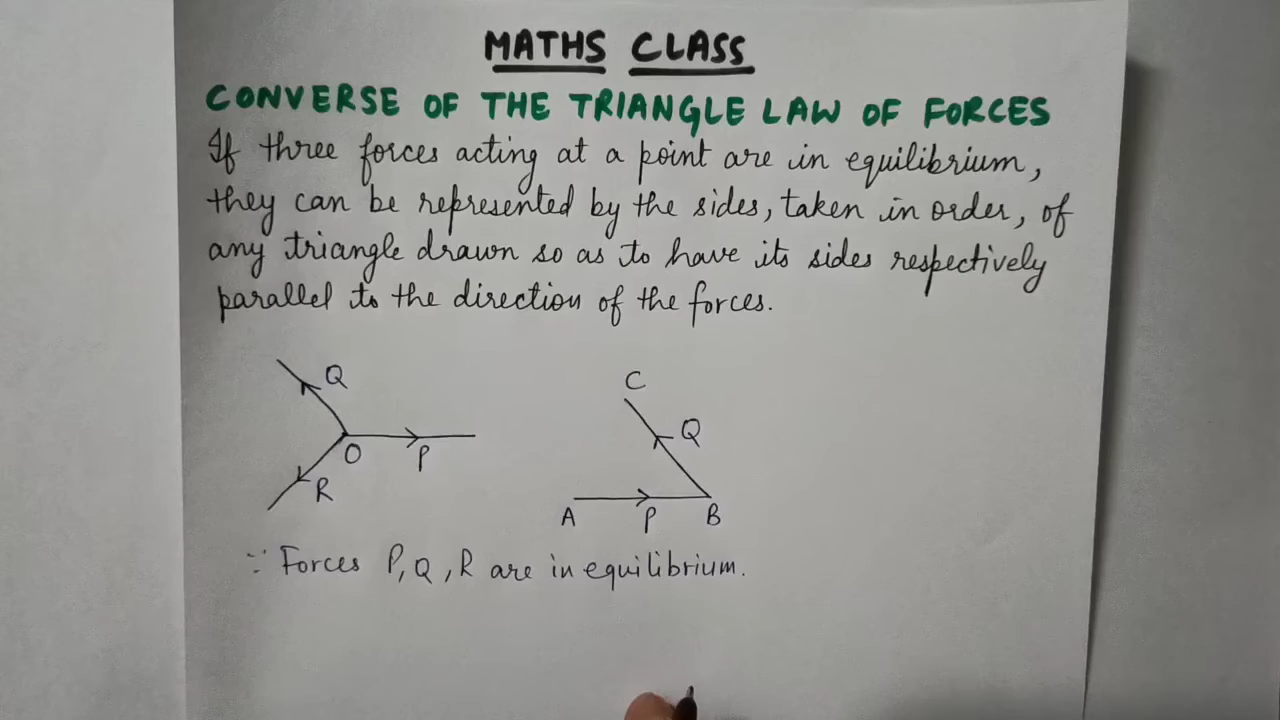 MATHS CLASS
CONVERSE OF THE TRIANGLE LAW OF FORCES
If three forces acting at a point are in equilibrium,
they can be represented by the sides, taken in order, of
any triangle drawn so as to have its sides respectively
parallel to the direction of the forces.
Q
O
P
R
C
Q
A
P
B
∵ Forces P, Q, R are in equilibrium.